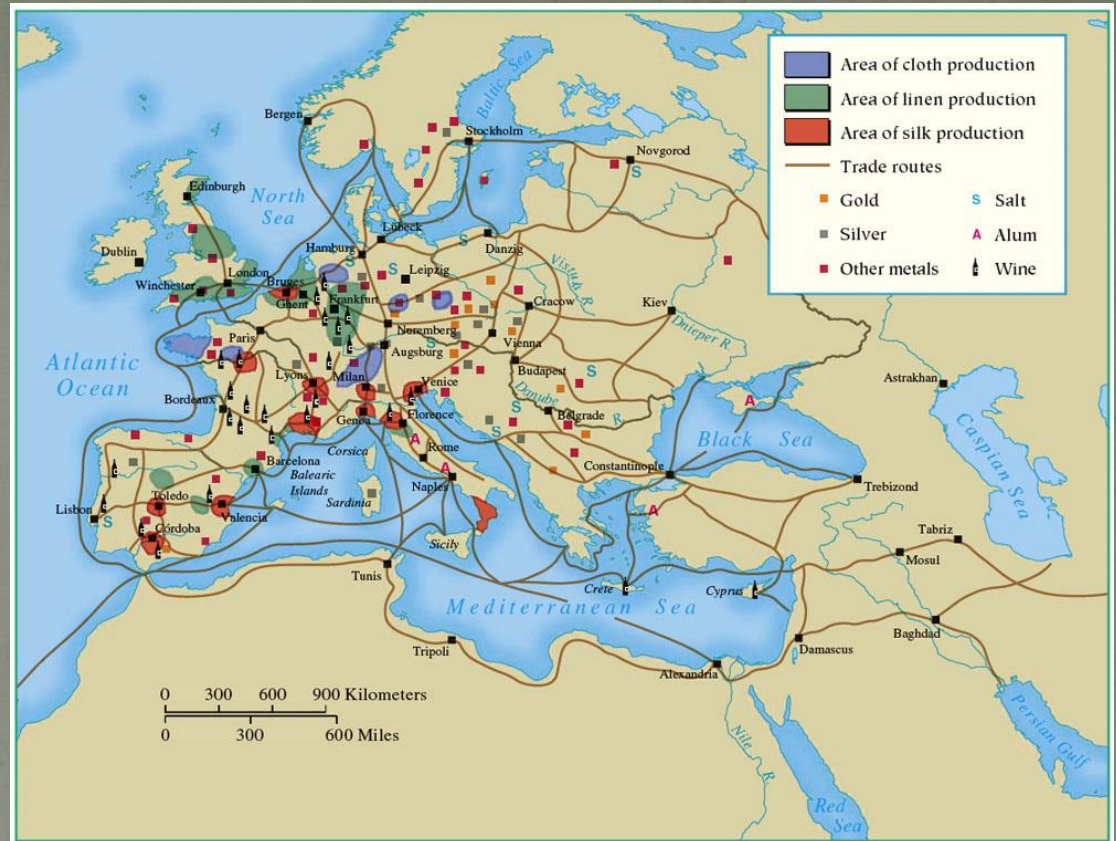 Area of cloth production
Area of linen production
Area of silk production
Trade routes
Gold
S Salt
Silver
A Alum
Other metals
Wine
Baltic Sea
Bergen
Stockholm
Novgorod
S
Edinburgh
North
Sea
Dublin
Lübeck
Danzig
S
Hamburg
S
S
Leipzig
S
London
Winchester
Bruges
Ghent
Frankfurt
Vistus R.
Cracow
Kiev
Dnieper R.
Nuremberg
Paris
Augsburg
S
Vienna
Budapest
Atlantic
Ocean
Lyons
Milan
Venice
S
Astrakhan
Bordeaux
Danube
R
S
Belgrade
A
Genoa
Florence
S
Black Sea
Caspian Sea
Corsica
A
Rome
Barcelona
Balearic
Islands
A
Naples
Constantinople
Trebizond
Sardinia
Toledo
Valencia
Lisbon
S
A
Córdoba
Sicily
Tabriz
Mosul
Tunis
Crete
Cyprus
Mediterranean Sea
Baghdad
Tripoli
Damascus
Alexandria
Persian Gulf
0 300 600 900 Kilometers
0 300 600 Miles
Nile R.
Red
Sea